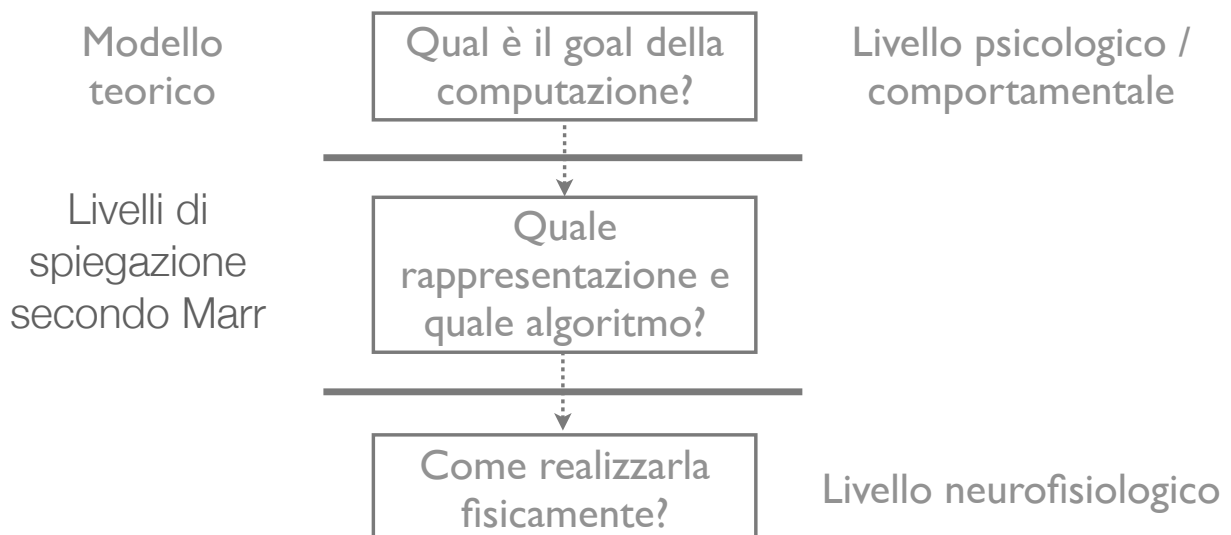 Modello
teorico
Qual è il goal della
computazione?
Livello psicologico /
comportamentale
Livelli di
spiegazione
secondo Marr
Quale
rappresentazione e
quale algoritmo?
Come realizzarla
fisicamente?
Livello neurofisiologico